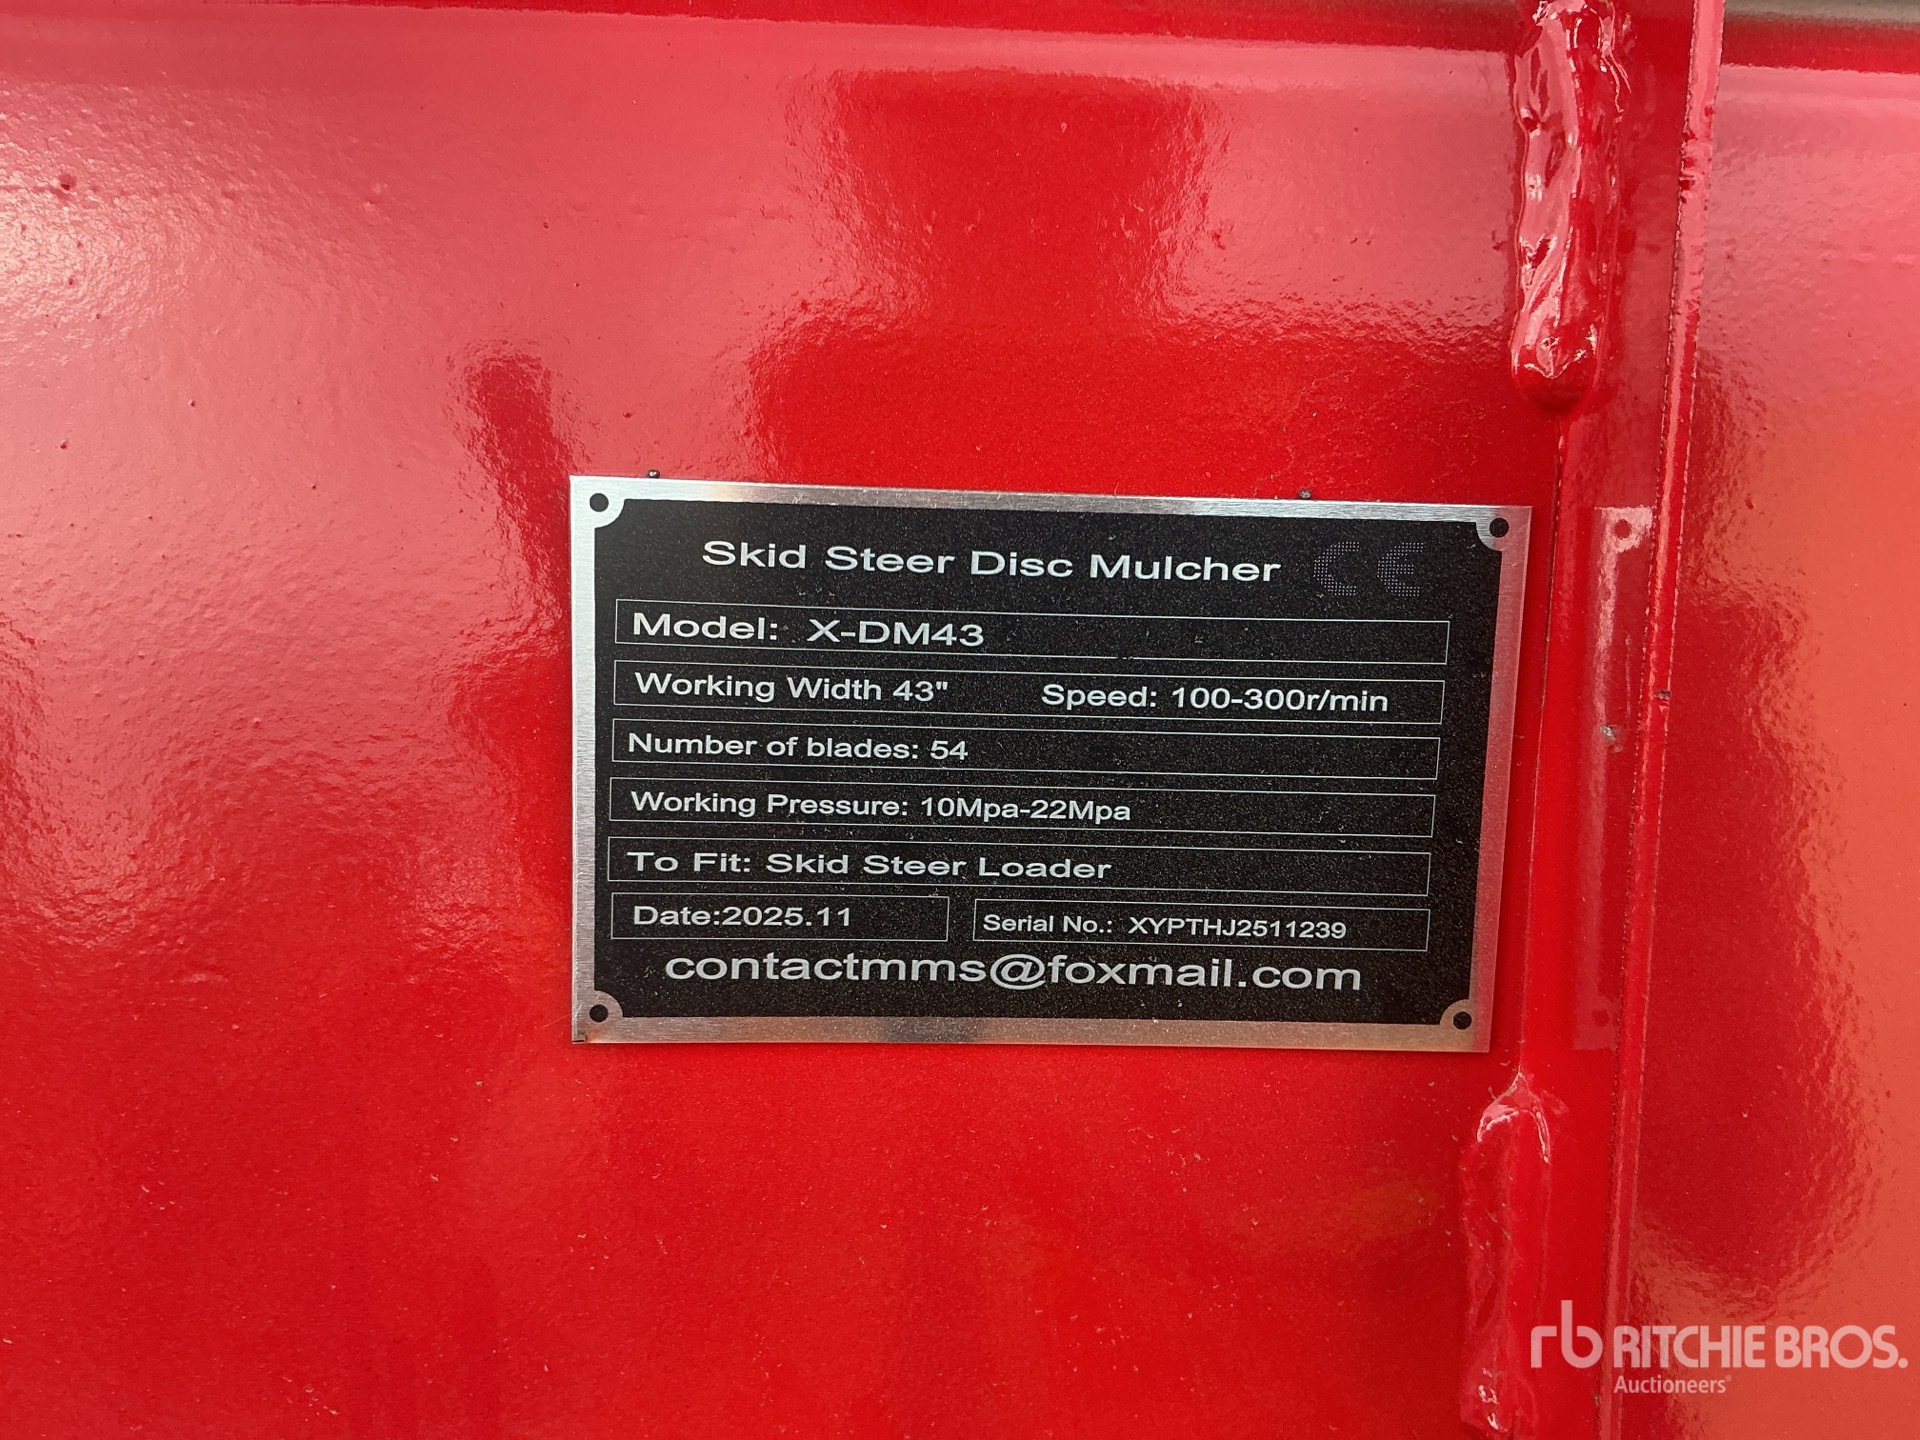 Skid Steer Disc Mulcher CE
Model: X-DM43
Working Width 43" Speed: 100-300r/min
Number of blades: 54
Working Pressure: 10Mpa-22Mpa
To Fit: Skid Steer Loader
Date:2025.11 Serial No.: XYPTHJ2511239
contactmms@foxmail.com
rb RITCHIE BROS.
Auctioneers